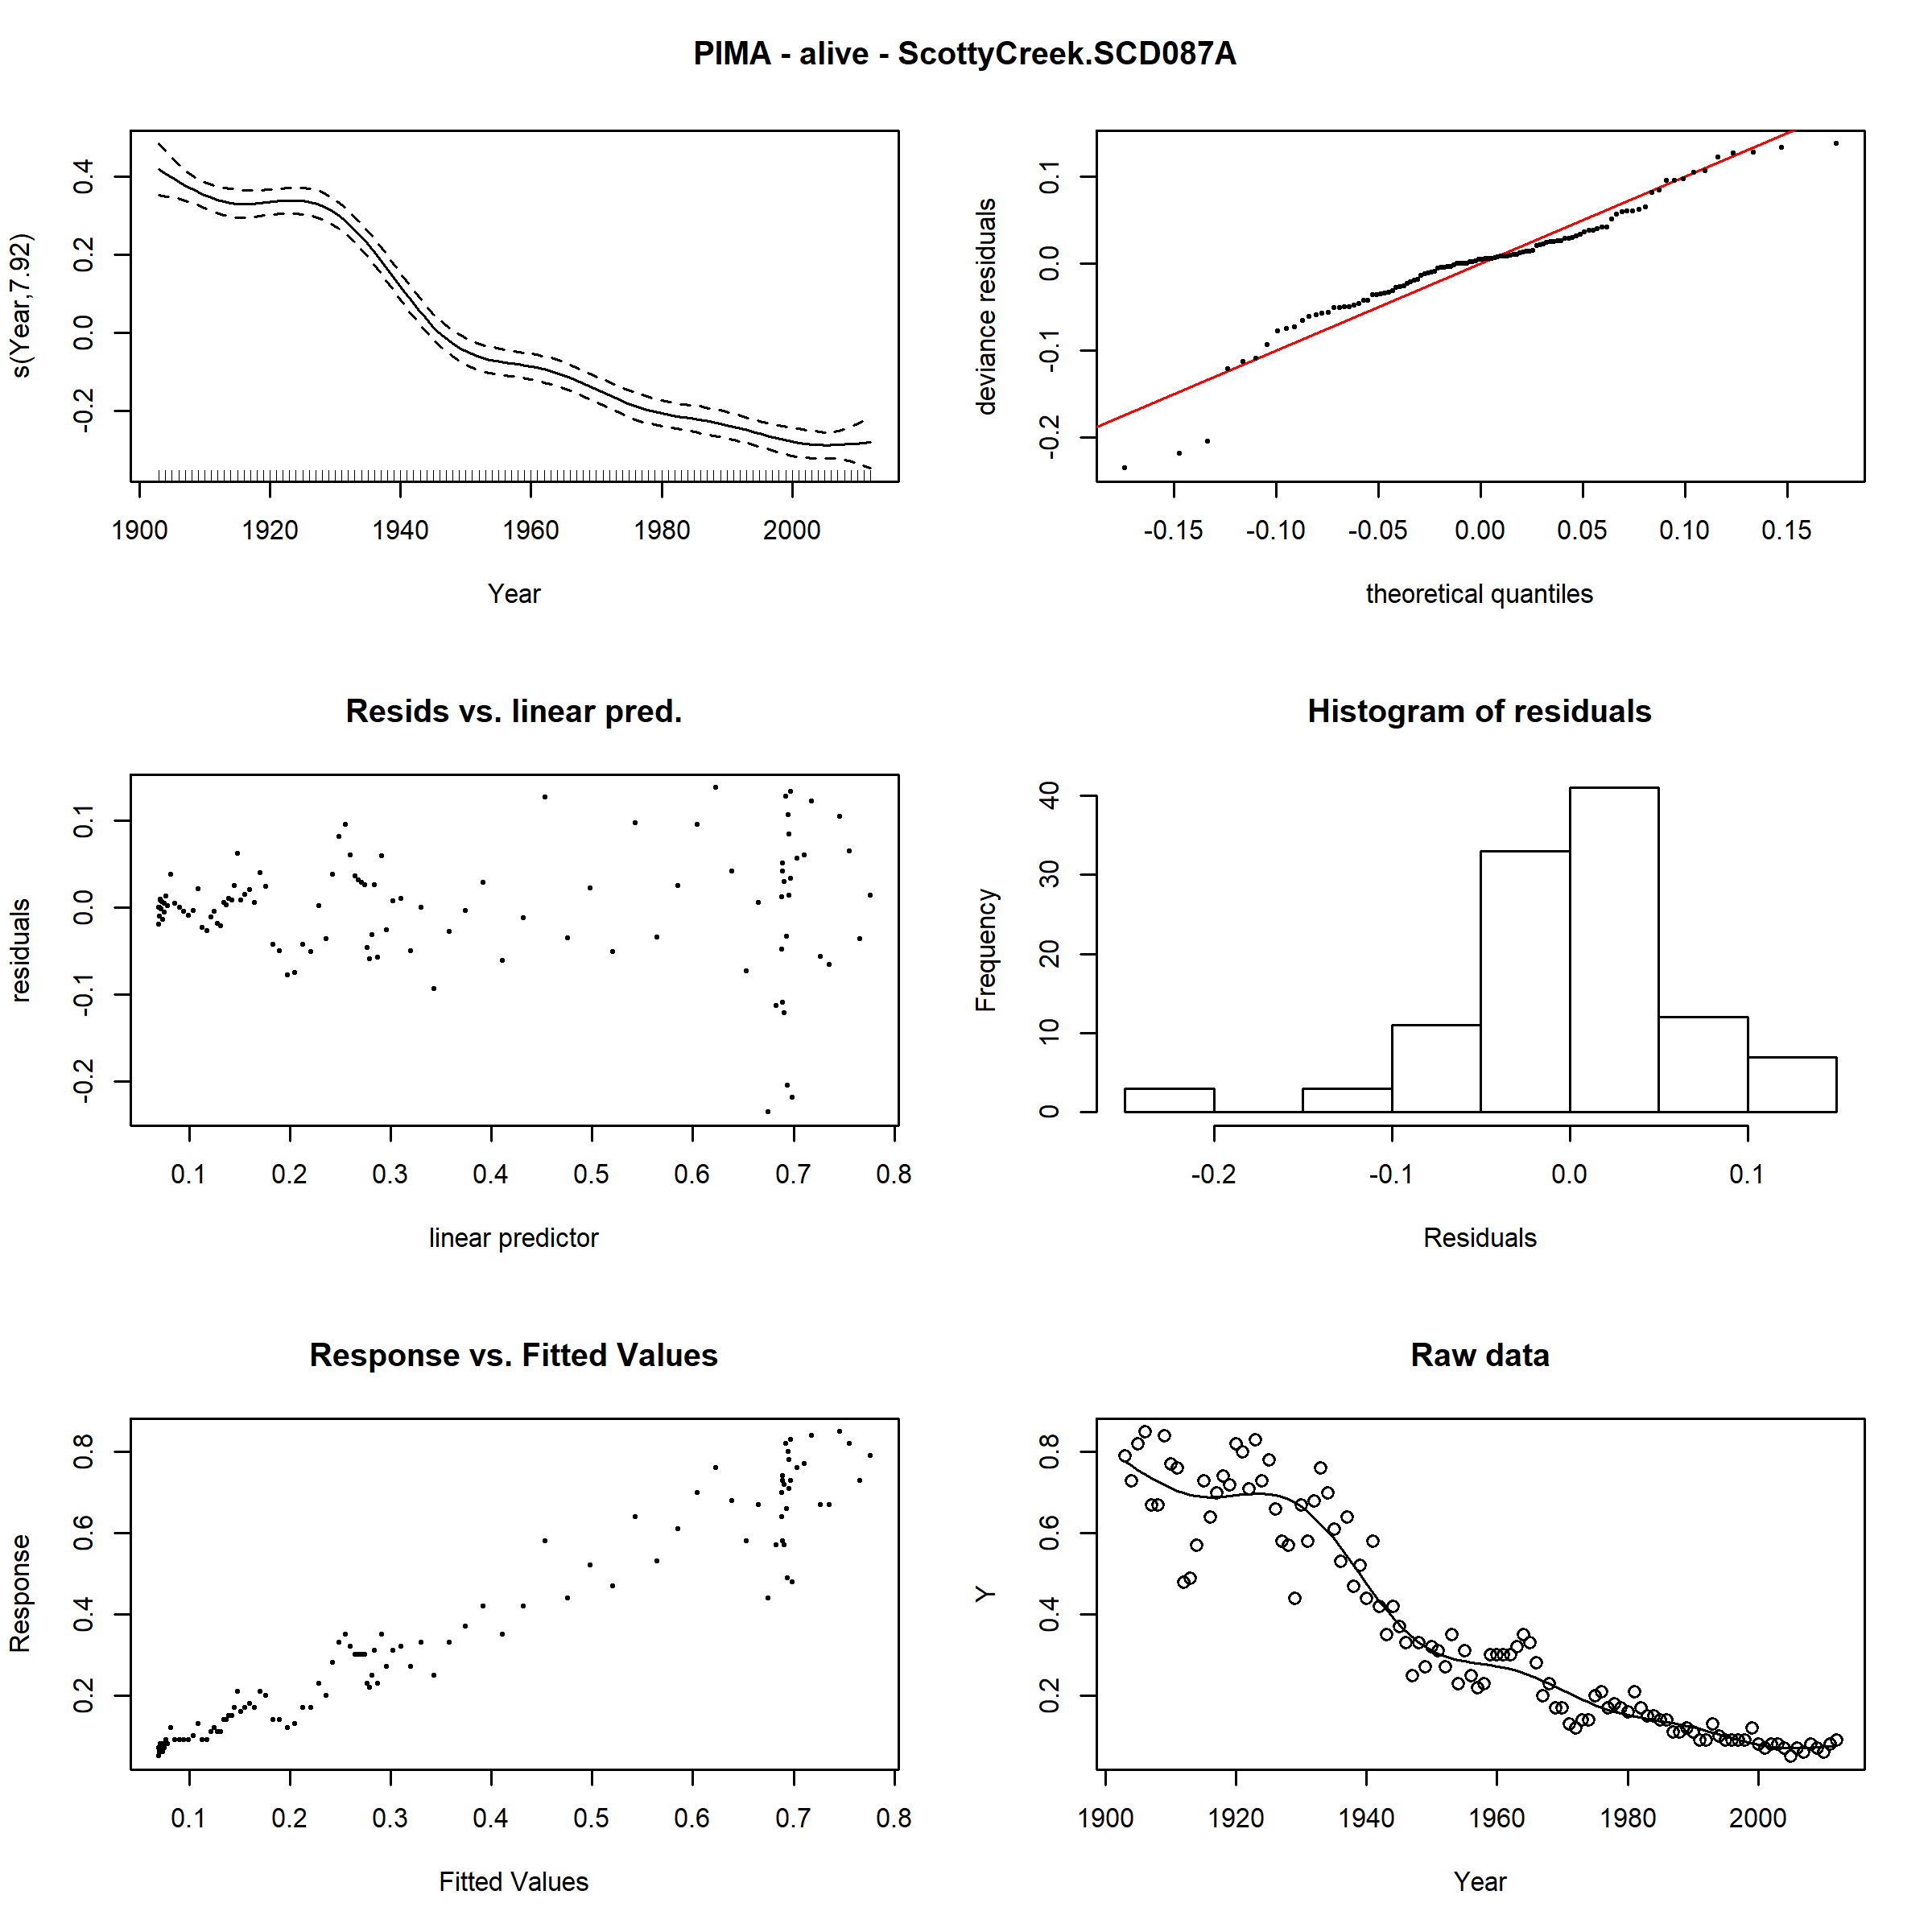 PIMA - alive - ScottyCreek.SCD087A
s(Year,7.92)
0.4
0.2
0.0
-0.2
1900 1920 1940 1960 1980 2000
Year
deviance residuals
0.1
0.0
-0.1
-0.2
-0.15 -0.10 -0.05 0.00 0.05 0.10 0.15
theoretical quantiles
Resids vs. linear pred.
residuals
0.1
0.0
-0.1
-0.2
0.1 0.2 0.3 0.4 0.5 0.6 0.7 0.8
linear predictor
Histogram of residuals
Frequency
40
30
20
10
0
-0.2 -0.1 0.0 0.1
Residuals
Response vs. Fitted Values
Response
0.8
0.6
0.4
0.2
0.1 0.2 0.3 0.4 0.5 0.6 0.7 0.8
Fitted Values
Raw data
Y
0.8
0.6
0.4
0.2
1900 1920 1940 1960 1980 2000
Year